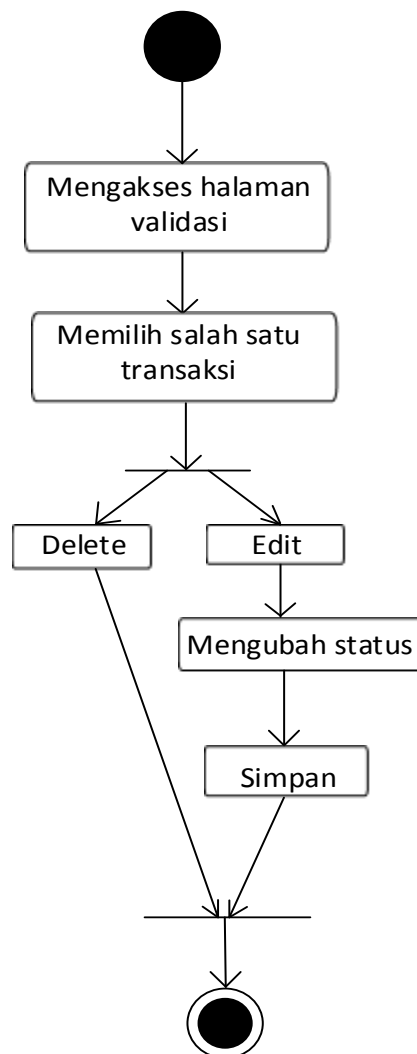 Mengakses halaman
validasi
Memilih salah satu
transaksi
Delete
Edit
Mengubah status
Simpan